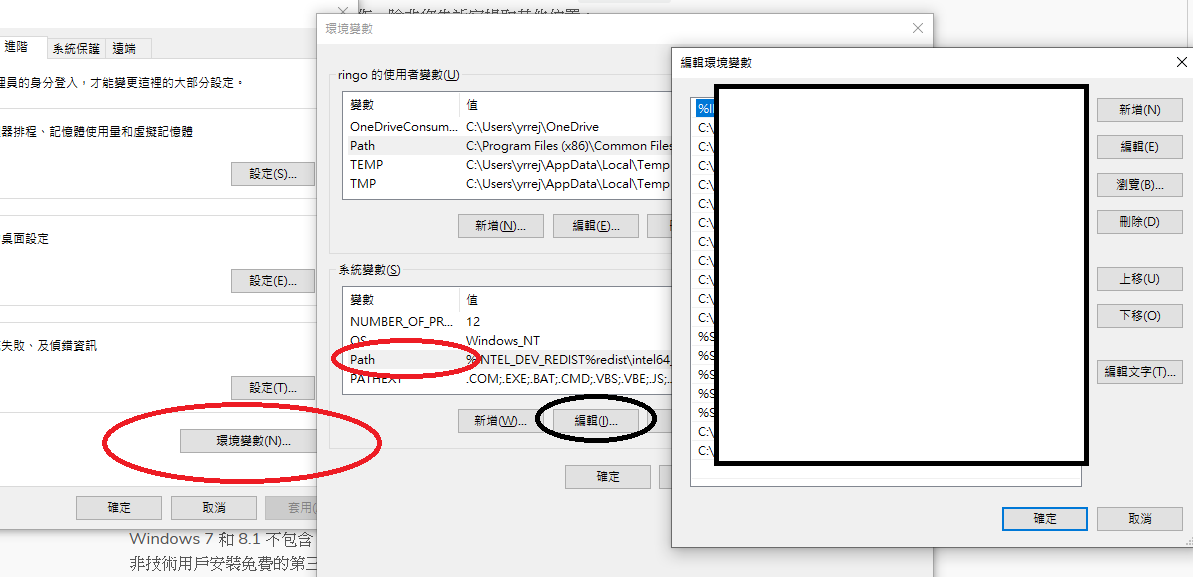 進階
系統保護
遠端
理員的身分登入，才能變更這裡的大部分設定。
器排程、記憶體使用量和虛擬記憶體
設定(S)...
桌面設定
設定(E)...
失敗、及偵錯資訊
設定(T)...
環境變數(N)...
確定
取消
套用(
Windows 7 和 8.1 不包含
非技術用戶安裝免費的第三
環境變數
ringo 的使用者變數(U)
變數 值
OneDriveConsum... C:\Users\yrrej\OneDrive
Path C:\Program Files (x86)\Common Files
TEMP C:\Users\yrrej\AppData\Local\Temp
TMP C:\Users\yrrej\AppData\Local\Temp
新增(N)...
編輯(E)...
系統變數(S)
變數 值
NUMBER_OF_PR... 12
OS Windows_NT
Path %INTEL_DEV_REDIST%redist\intel64_
PATHEXT .COM;.EXE;.BAT;.CMD;.VBS;.VBE;.JS;.
新增(W)...
編輯(I)...
確定
編輯環境變數
%I
C:\
C:\
C:\
C:\
C:\
C:\
C:\
C:\
C:\
C:\
C:\
%S
%S
%S
%S
%S
C:\
C:\
新增(N)
編輯(E)
瀏覽(B)...
刪除(D)
上移(U)
下移(O)
編輯文字(T)...
確定
取消